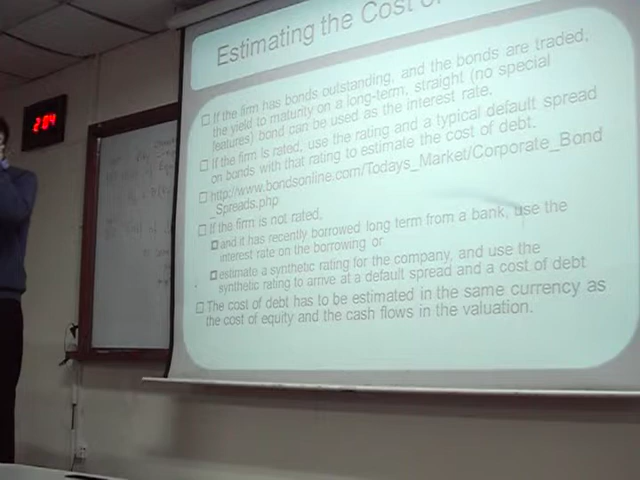 2:04
Estimating the Cost
If the firm has bonds outstanding, and the bonds are traded,
the yield to maturity on a long-term, straight (no special
features) bond can be used as the interest rate.
If the firm is rated, use the rating and a typical default spread
on bonds with that rating to estimate the cost of debt.
http://www.bondsonline.com/Todays_Market/Corporate_Bond
_Spreads.php
If the firm is not rated,
and it has recently borrowed long term from a bank, use the
interest rate on the borrowing or
estimate a synthetic rating for the company, and use the
synthetic rating to arrive at a default spread and a cost of debt
The cost of debt has to be estimated in the same currency as
the cost of equity and the cash flows in the valuation.